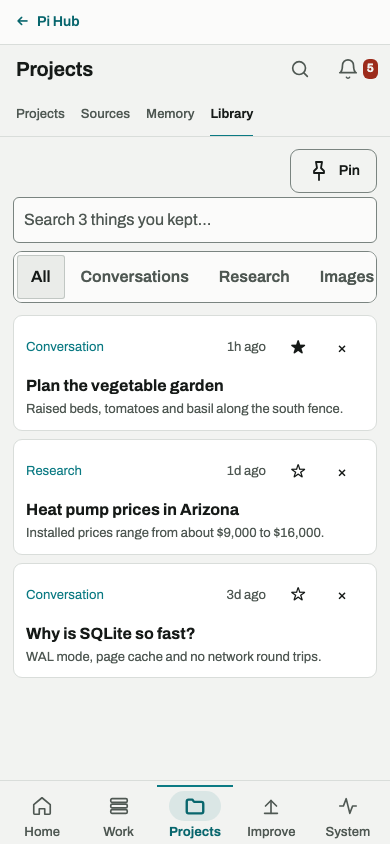 Pi Hub
Projects
5
Projects Sources Memory Library
Pin
Search 3 things you kept...
All Conversations Research Images
Conversation 1h ago
Plan the vegetable garden
Raised beds, tomatoes and basil along the south fence.
Research 1d ago
Heat pump prices in Arizona
Installed prices range from about $9,000 to $16,000.
Conversation 3d ago
Why is SQLite so fast?
WAL mode, page cache and no network round trips.
Home Work Projects Improve System